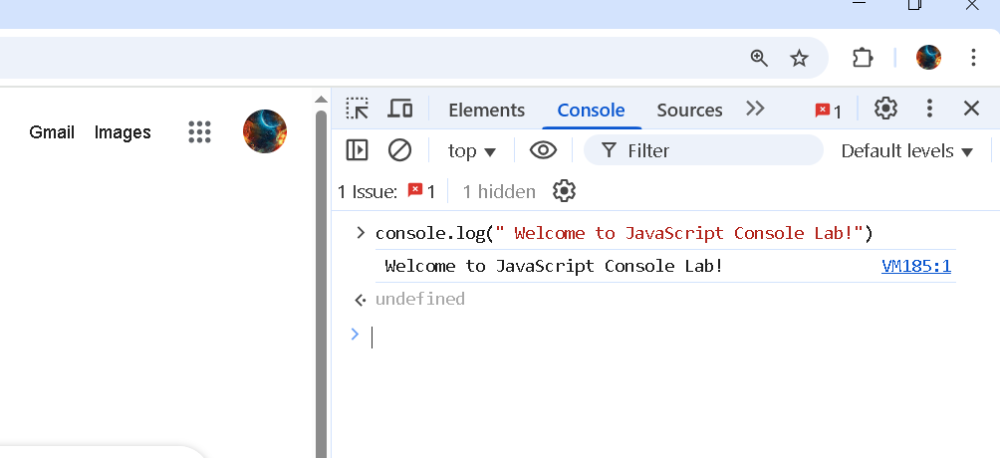 Gmail Images
Elements Console Sources 1
top Filter Default levels
1 Issue: 1 1 hidden
console.log(" Welcome to JavaScript Console Lab!")
Welcome to JavaScript Console Lab! VM185:1
undefined